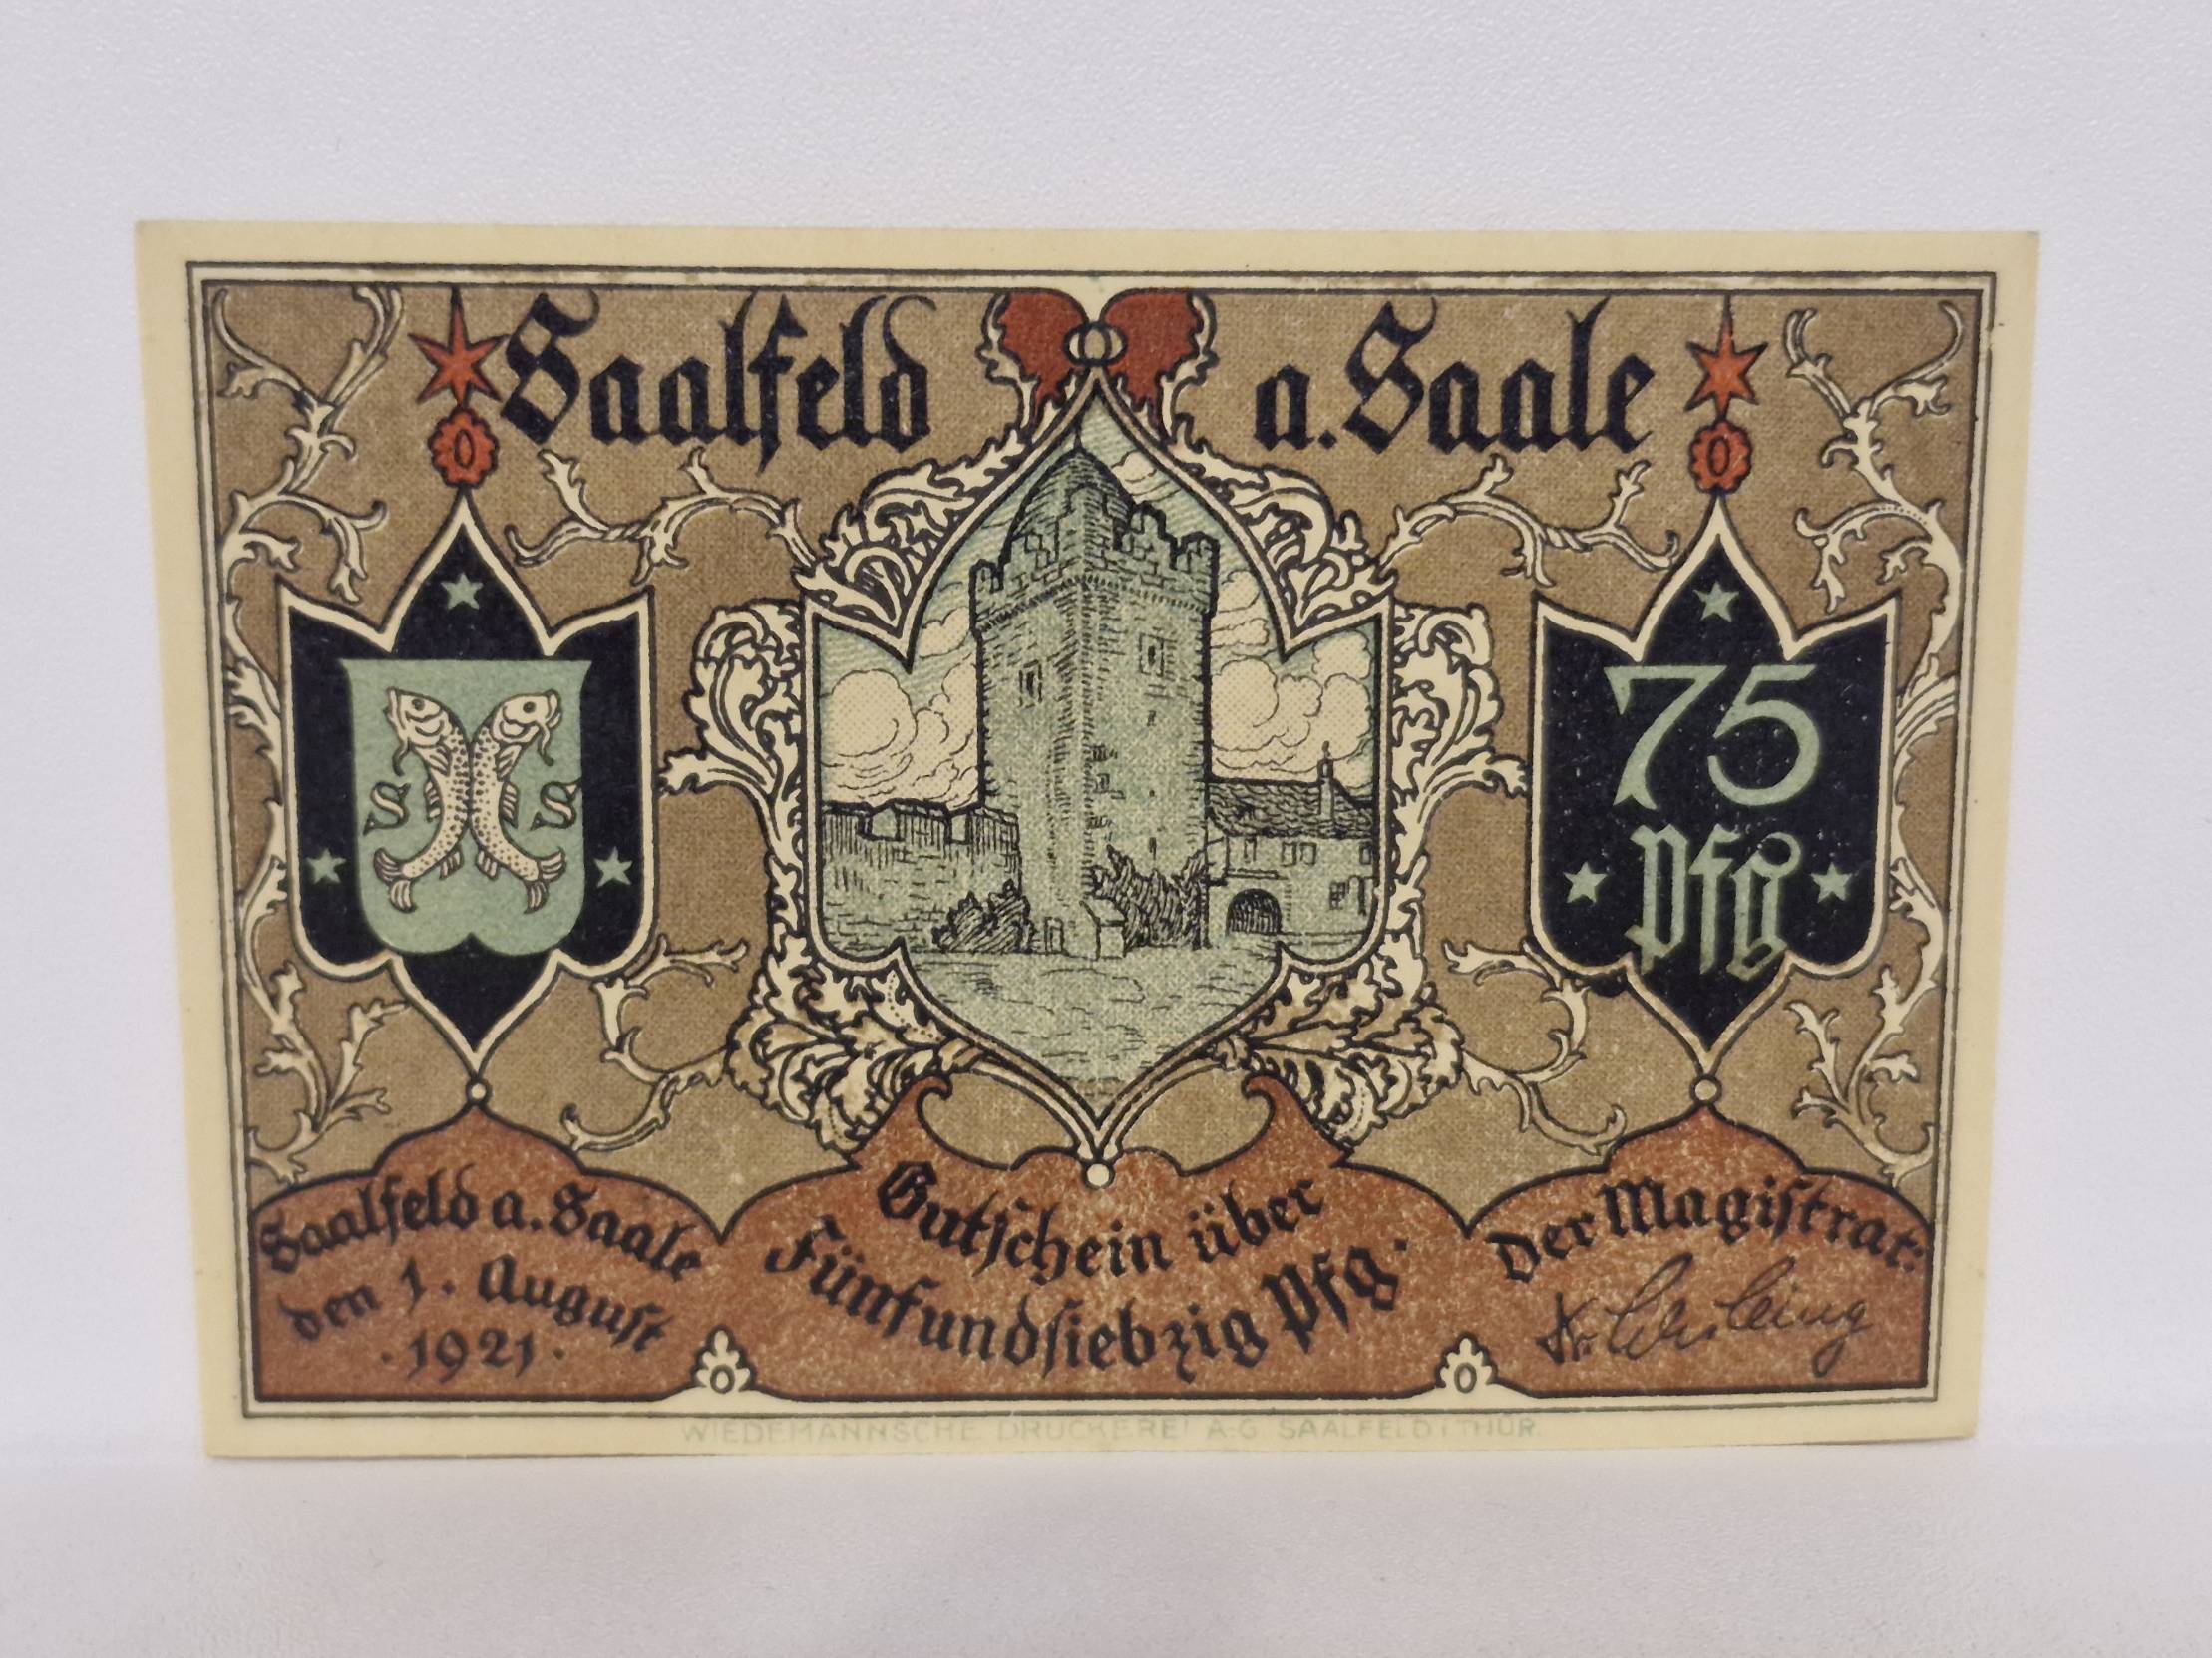 Saalfeld a. Saale
S S
75
Pfg
Saalfeld a. Saale
den 1. August
·1921·
Gutschein über
Fünfundsiebzig Pfg.
Der Magistrat:
WIEDEMANNSCHE DRUCKEREI A-G SAALFELD i THÜR.